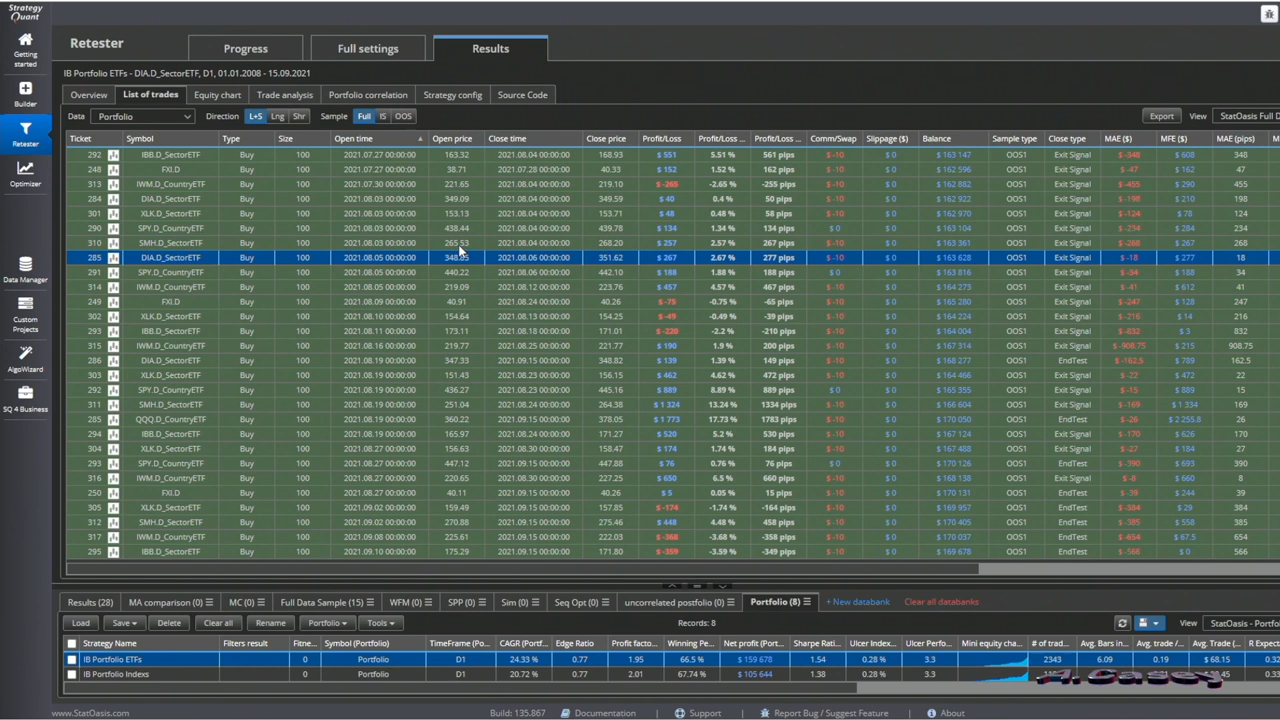 Strategy
Quant
Getting
started
Builder
Retester
Optimizer
Data Manager
Custom
Projects
AlgoWizard
SQ 4 Business
Retester Progress Full settings Results
IB Portfolio ETFs - DIA.D_SectorETF, D1, 01.01.2008 - 15.09.2021
Overview List of trades Equity chart Trade analysis Portfolio correlation Strategy config Source Code
Data Portfolio Direction L+S Lng Shr Sample Full IS OOS Export View StatOasis Full D
Ticket Symbol Type Size Open time Open price Close time Close price Profit/Loss Profit/Loss ... Profit/Loss ... Comm/Swap Slippage ($) Balance Sample type Close type MAE ($) MFE ($) MAE (pips)
292 IBB.D_SectorETF Buy 100 2021.07.27 00:00:00 163.32 2021.08.04 00:00:00 168.93 $ 551 5.51 % 561 pips $ -10 $ 0 $ 163 147 OOS1 Exit Signal $ -348 $ 608 348
248 FXI.D Buy 100 2021.07.27 00:00:00 38.71 2021.07.28 00:00:00 40.33 $ 152 1.52 % 162 pips $ -10 $ 0 $ 162 596 OOS1 Exit Signal $ -47 $ 162 47
313 IWM.D_CountryETF Buy 100 2021.07.30 00:00:00 221.65 2021.08.04 00:00:00 219.10 $ -265 -2.65 % -255 pips $ -10 $ 0 $ 162 882 OOS1 Exit Signal $ -455 $ 290 455
284 DIA.D_SectorETF Buy 100 2021.08.03 00:00:00 349.09 2021.08.04 00:00:00 349.59 $ 40 0.4 % 50 pips $ -10 $ 0 $ 162 922 OOS1 Exit Signal $ -198 $ 210 198
301 XLK.D_SectorETF Buy 100 2021.08.03 00:00:00 153.13 2021.08.04 00:00:00 153.71 $ 48 0.48 % 58 pips $ -10 $ 0 $ 162 970 OOS1 Exit Signal $ -124 $ 78 124
290 SPY.D_CountryETF Buy 100 2021.08.03 00:00:00 438.44 2021.08.04 00:00:00 439.78 $ 134 1.34 % 134 pips $ 0 $ 0 $ 163 104 OOS1 Exit Signal $ -234 $ 228 234
310 SMH.D_SectorETF Buy 100 2021.08.03 00:00:00 265.53 2021.08.04 00:00:00 268.20 $ 257 2.57 % 267 pips $ -10 $ 0 $ 163 361 OOS1 Exit Signal $ -268 $ 267 268
285 DIA.D_SectorETF Buy 100 2021.08.05 00:00:00 2021.08.06 00:00:00 351.62 $ 267 2.67 % 277 pips $ -10 $ 0 $ 163 628 OOS1 Exit Signal $ -18 $ 277 18
291 SPY.D_CountryETF Buy 100 2021.08.05 00:00:00 440.22 2021.08.06 00:00:00 442.10 $ 188 1.88 % 188 pips $ 0 $ 0 $ 163 816 OOS1 Exit Signal $ -34 $ 188 34
314 IWM.D_CountryETF Buy 100 2021.08.05 00:00:00 219.09 2021.08.12 00:00:00 223.76 $ 457 4.57 % 467 pips $ -10 $ 0 $ 164 273 OOS1 Exit Signal $ -41 $ 612 41
249 FXI.D Buy 100 2021.08.09 00:00:00 40.91 2021.08.24 00:00:00 40.26 $ -75 -0.75 % -65 pips $ -10 $ 0 $ 165 280 OOS1 Exit Signal $ -247 $ 128 247
302 XLK.D_SectorETF Buy 100 2021.08.10 00:00:00 154.64 2021.08.13 00:00:00 154.25 $ -49 -0.49 % -39 pips $ -10 $ 0 $ 164 224 OOS1 Exit Signal $ -216 $ 14 216
293 IBB.D_SectorETF Buy 100 2021.08.11 00:00:00 173.11 2021.08.18 00:00:00 171.01 $ -220 -2.2 % -210 pips $ -10 $ 0 $ 164 004 OOS1 Exit Signal $ -832 $ 3 832
315 IWM.D_CountryETF Buy 100 2021.08.16 00:00:00 219.77 2021.08.25 00:00:00 221.77 $ 190 1.9 % 200 pips $ -10 $ 0 $ 167 314 OOS1 Exit Signal $ -908.75 $ 215 908.75
286 DIA.D_SectorETF Buy 100 2021.08.19 00:00:00 347.33 2021.09.15 00:00:00 348.82 $ 139 1.39 % 149 pips $ -10 $ 0 $ 168 277 OOS1 EndTest $ -162.5 $ 789 162.5
303 XLK.D_SectorETF Buy 100 2021.08.19 00:00:00 151.43 2021.08.23 00:00:00 156.15 $ 462 4.62 % 472 pips $ -10 $ 0 $ 164 466 OOS1 Exit Signal $ -22 $ 472 22
292 SPY.D_CountryETF Buy 100 2021.08.19 00:00:00 436.27 2021.08.23 00:00:00 445.16 $ 889 8.89 % 889 pips $ 0 $ 0 $ 165 355 OOS1 Exit Signal $ -15 $ 889 15
311 SMH.D_SectorETF Buy 100 2021.08.19 00:00:00 251.04 2021.08.24 00:00:00 264.38 $ 1 324 13.24 % 1334 pips $ -10 $ 0 $ 166 604 OOS1 Exit Signal $ -169 $ 1 334 169
285 QQQ.D_SectorETF Buy 100 2021.08.19 00:00:00 360.22 2021.09.15 00:00:00 378.05 $ 1 773 17.73 % 1783 pips $ -10 $ 0 $ 170 050 OOS1 EndTest $ -26 $ 2 255.8 26
294 IBB.D_SectorETF Buy 100 2021.08.19 00:00:00 165.97 2021.08.24 00:00:00 171.27 $ 520 5.2 % 530 pips $ -10 $ 0 $ 167 124 OOS1 Exit Signal $ -170 $ 626 170
304 XLK.D_SectorETF Buy 100 2021.08.27 00:00:00 156.63 2021.08.30 00:00:00 158.47 $ 174 1.74 % 184 pips $ -10 $ 0 $ 167 488 OOS1 Exit Signal $ -27 $ 184 27
293 SPY.D_CountryETF Buy 100 2021.08.27 00:00:00 447.12 2021.09.15 00:00:00 447.88 $ 76 0.76 % 76 pips $ 0 $ 0 $ 170 126 OOS1 EndTest $ -390 $ 693 390
316 IWM.D_CountryETF Buy 100 2021.08.27 00:00:00 220.65 2021.08.30 00:00:00 227.25 $ 650 6.5 % 660 pips $ -10 $ 0 $ 168 138 OOS1 Exit Signal $ -8 $ 660 8
250 FXI.D Buy 100 2021.08.27 00:00:00 40.11 2021.09.15 00:00:00 40.26 $ 5 0.05 % 15 pips $ -10 $ 0 $ 170 131 OOS1 EndTest $ -39 $ 244 39
305 XLK.D_SectorETF Buy 100 2021.09.02 00:00:00 159.49 2021.09.15 00:00:00 157.85 $ -174 -1.74 % -164 pips $ -10 $ 0 $ 169 957 OOS1 EndTest $ -384 $ 29 384
312 SMH.D_SectorETF Buy 100 2021.09.02 00:00:00 270.88 2021.09.15 00:00:00 275.46 $ 448 4.48 % 458 pips $ -10 $ 0 $ 170 405 OOS1 EndTest $ -385 $ 558 385
317 IWM.D_CountryETF Buy 100 2021.09.08 00:00:00 225.61 2021.09.15 00:00:00 222.03 $ -368 -3.68 % -358 pips $ -10 $ 0 $ 170 037 OOS1 EndTest $ -654 $ 67.5 654
295 IBB.D_SectorETF Buy 100 2021.09.10 00:00:00 175.29 2021.09.15 00:00:00 171.80 $ -359 -3.59 % -349 pips $ -10 $ 0 $ 169 678 OOS1 EndTest $ -566 $ 0 566
Results (28) MA comparison (0) MC (0) Full Data Sample (15) WFM (0) SPP (0) Sim (0) Seq Opt (0) uncorrelated postfolio (0) Portfolio (8) + New databank Clear all databanks
Load Save Delete Clear all Rename Portfolio Tools Records: 8 View StatOasis - Portfo
Strategy Name Filters result Fitne... Symbol (Portfolio) TimeFrame (Po... CAGR (Portf... Edge Ratio Profit facto... Winning Pe... Net profit (Port... Sharpe Rati... Ulcer Index... Ulcer Perfo... Mini equity char... # of trad... Avg. Bars in... Avg. trade /... Avg. Trade (... R Expect
IB Portfolio ETFs 0 Portfolio D1 24.33 % 0.77 1.95 66.5 % $ 159 678 1.54 0.28 % 3.3 2343 6.09 0.19 $ 68.15 0.32
IB Portfolio Indexs 0 Portfolio D1 20.72 % 0.77 2.01 67.74 % $ 105 644 1.38 0.28 % 3.3
A. Casey
www.StatOasis.com Build: 135.867 Documentation Support Report Bug / Suggest Feature About